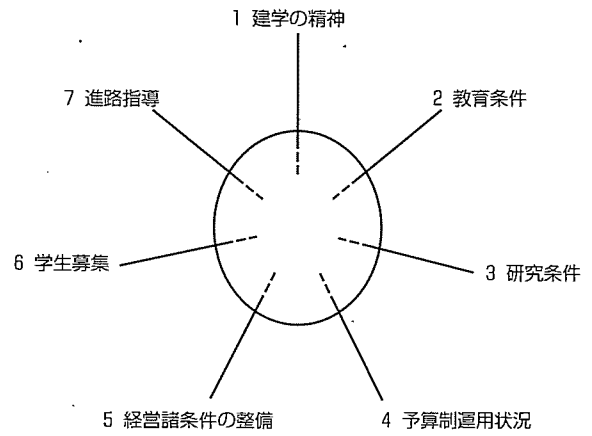 1 建学の精神
2 教育条件
3 研究条件
4 予算制運用状況
5 経営諸条件の整備
6 学生募集
7 進路指導